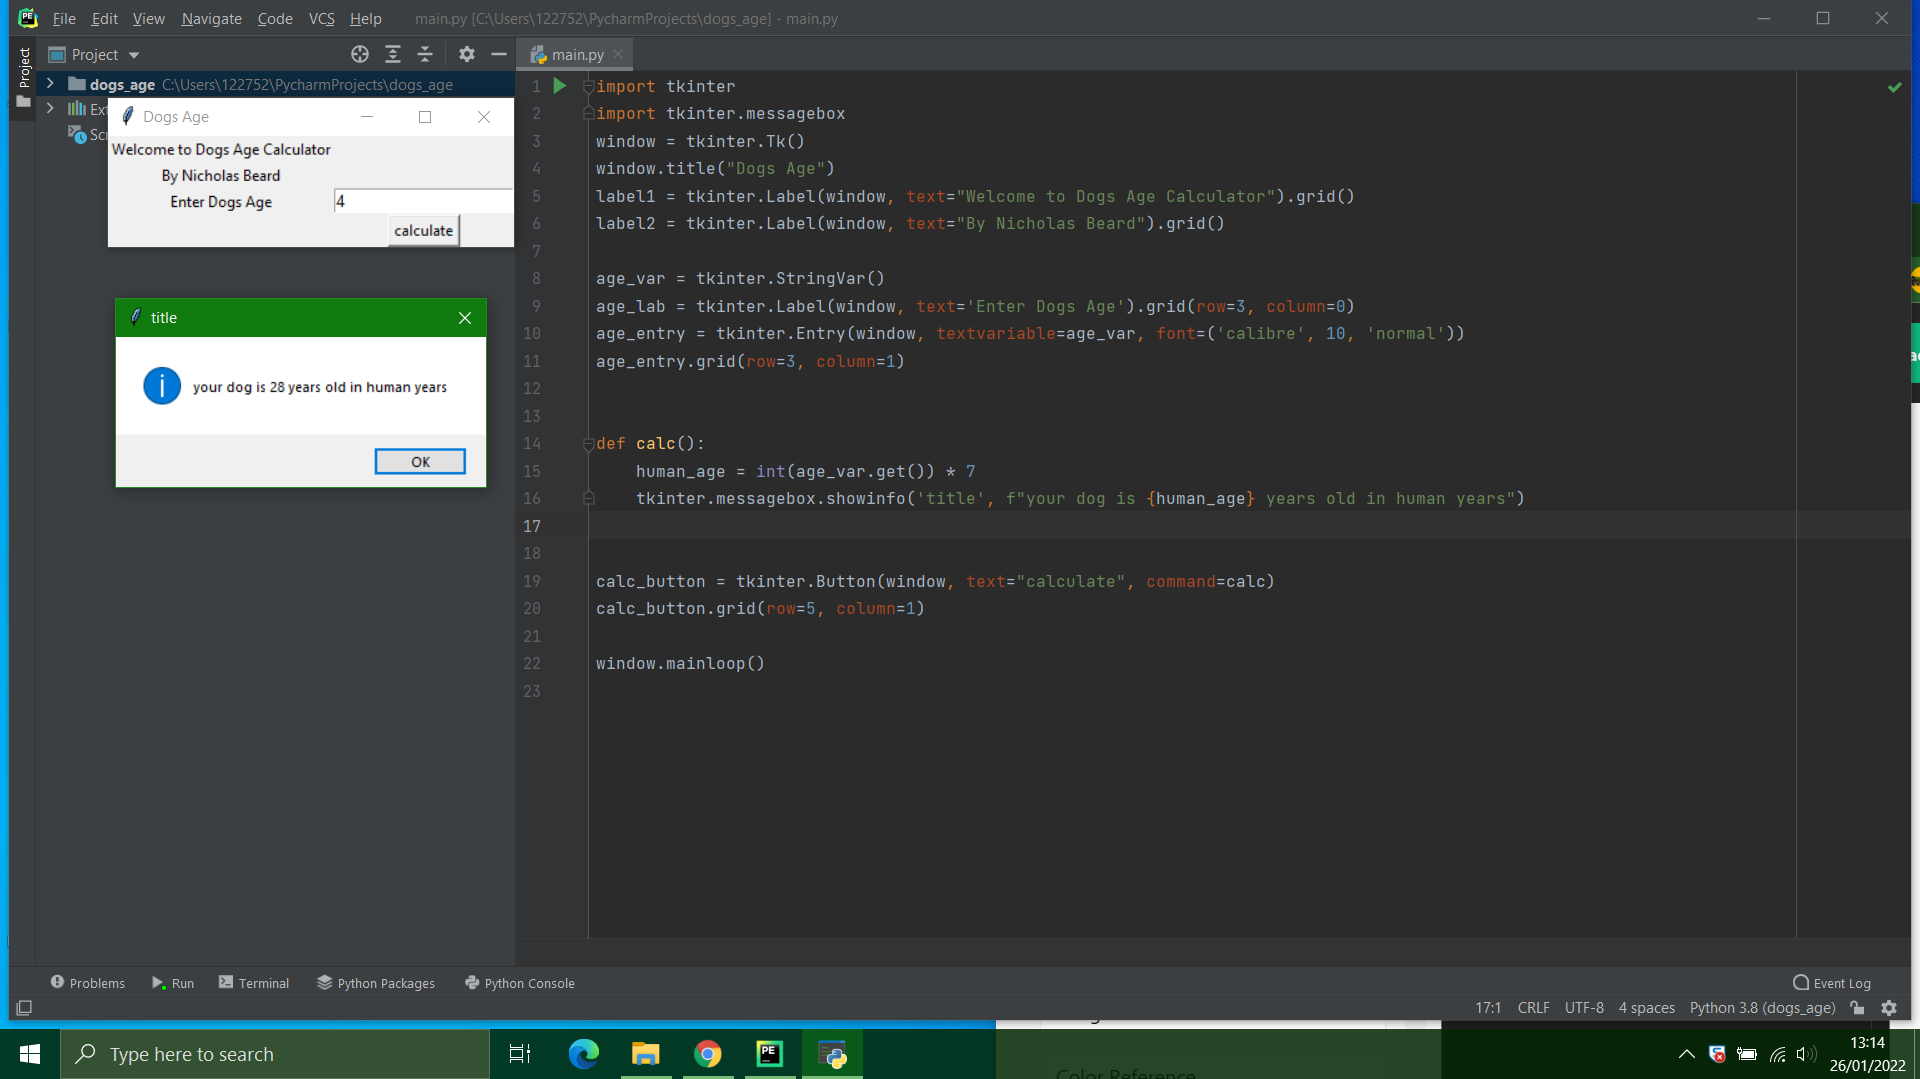 File Edit View Navigate Code VCS Help main.py [C:\Users\122752\PycharmProjects\dogs_age] - main.py
Project
Project
main.py
dogs_age C:\Users\122752\PycharmProjects\dogs_age
Ext
Scr
Dogs Age
Welcome to Dogs Age Calculator
By Nicholas Beard
Enter Dogs Age 4
calculate
title
your dog is 28 years old in human years
OK
1 import tkinter
2 import tkinter.messagebox
3 window = tkinter.Tk()
4 window.title("Dogs Age")
5 label1 = tkinter.Label(window, text="Welcome to Dogs Age Calculator").grid()
6 label2 = tkinter.Label(window, text="By Nicholas Beard").grid()
7
8 age_var = tkinter.StringVar()
9 age_lab = tkinter.Label(window, text='Enter Dogs Age').grid(row=3, column=0)
10 age_entry = tkinter.Entry(window, textvariable=age_var, font=('calibre', 10, 'normal'))
11 age_entry.grid(row=3, column=1)
12
13
14 def calc():
15 human_age = int(age_var.get()) * 7
16 tkinter.messagebox.showinfo('title', f"your dog is {human_age} years old in human years")
17
18
19 calc_button = tkinter.Button(window, text="calculate", command=calc)
20 calc_button.grid(row=5, column=1)
21
22 window.mainloop()
23
Problems Run Terminal Python Packages Python Console Event Log
17:1 CRLF UTF-8 4 spaces Python 3.8 (dogs_age)
Type here to search
Color Reference
13:14
26/01/2022